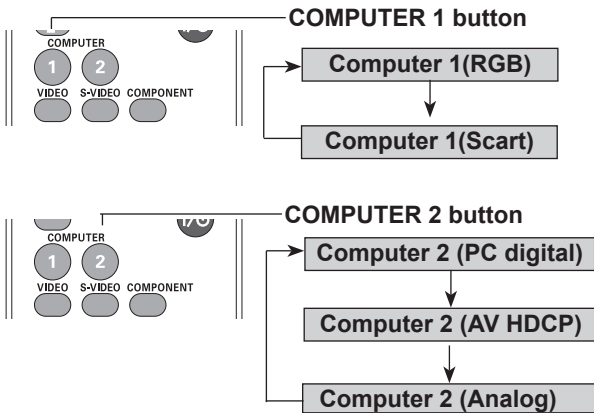 COMPUTER 1 button
COMPUTER
1 2
VIDEO S-VIDEO COMPONENT
Computer 1(RGB)
Computer 1(Scart)
COMPUTER 2 button
COMPUTER
1 2
VIDEO S-VIDEO COMPONENT
Computer 2 (PC digital)
Computer 2 (AV HDCP)
Computer 2 (Analog)